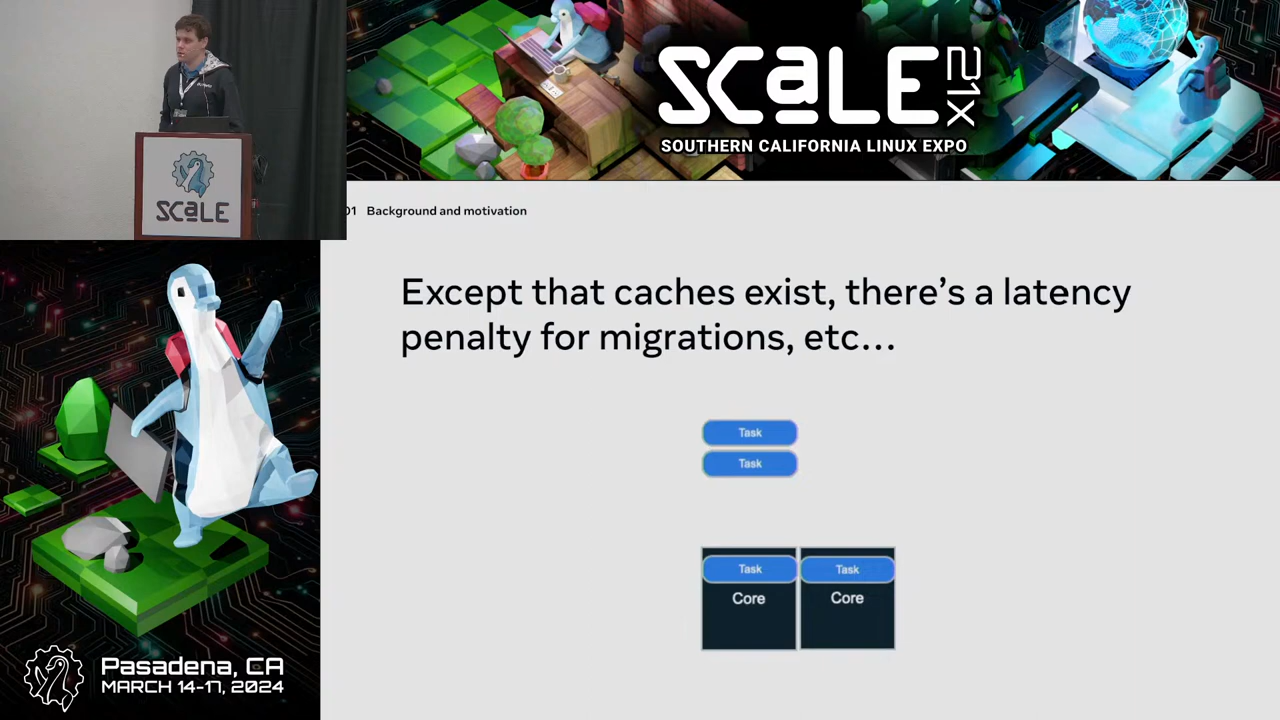 SCaLE 21X
SOUTHERN CALIFORNIA LINUX EXPO
SCaLE
01 Background and motivation
Except that caches exist, there's a latency
penalty for migrations, etc...
Task
Task
Task
Task
Core
Core
Pasadena, CA
MARCH 14-17, 2024